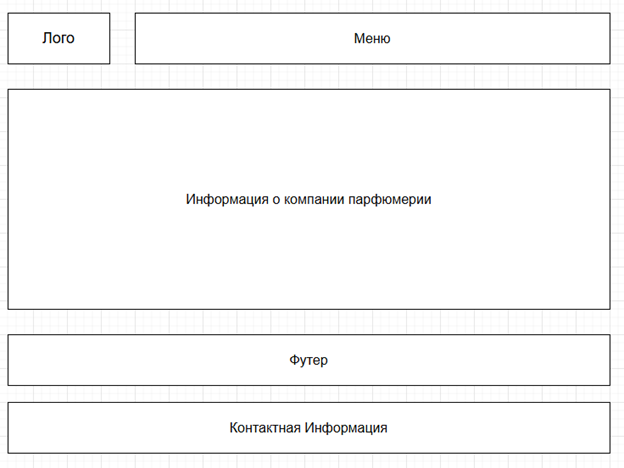 Лого
Меню
Информация о компании парфюмерии
Футер
Контактная Информация